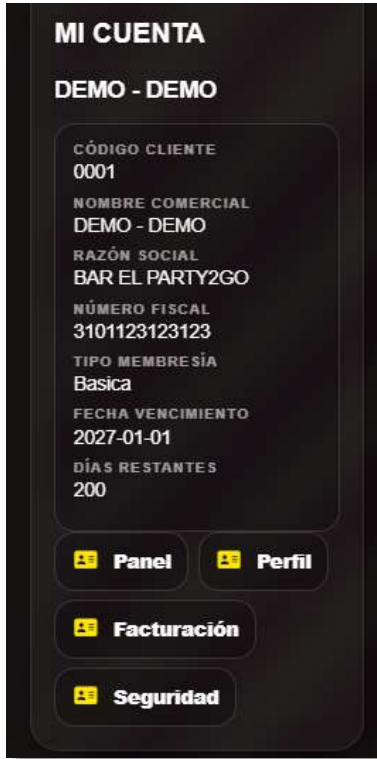 MI CUENTA
DEMO - DEMO
CÓDIGO CLIENTE
0001
NOMBRE COMERCIAL
DEMO - DEMO
RAZÓN SOCIAL
BAR EL PARTY2GO
NÚMERO FISCAL
3101123123123
TIPO MEMBRESÍA
Basica
FECHA VENCIMIENTO
2027-01-01
DÍAS RESTANTES
200
Panel
Perfil
Facturación
Seguridad